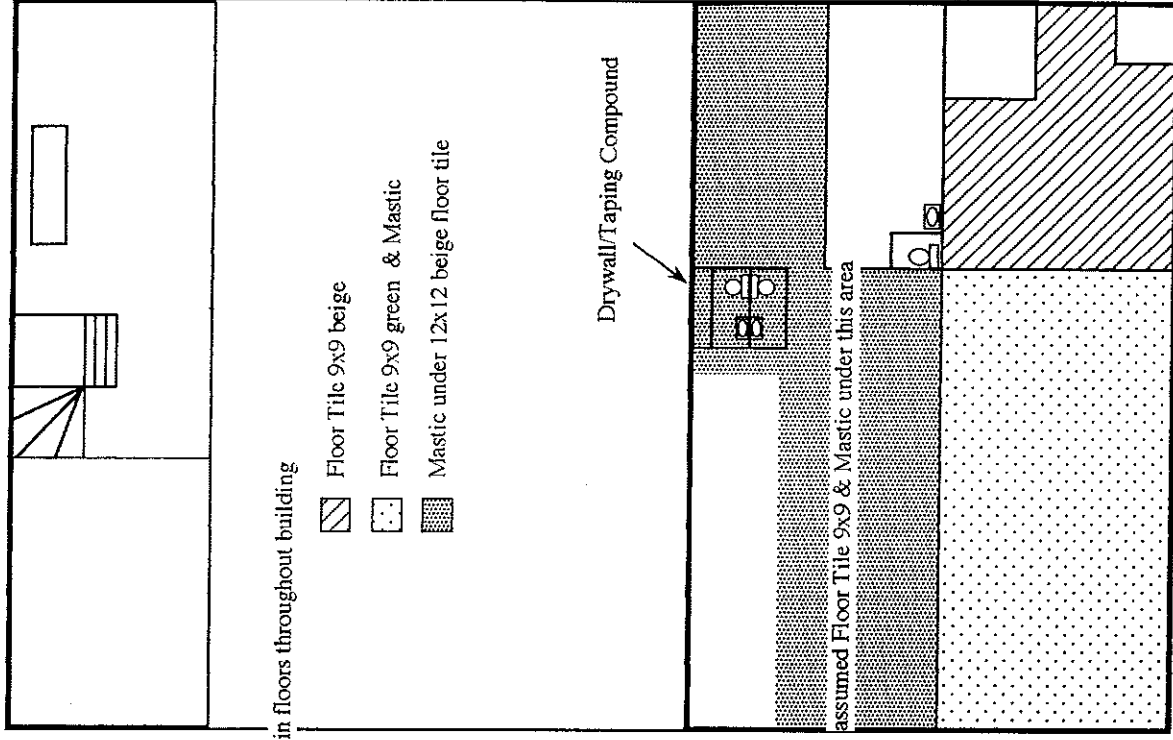 in floors throughout building
Floor Tile 9x9 beige
Floor Tile 9x9 green & Mastic
Mastic under 12x12 beige floor tile
Drywall/Taping Compound
assumed Floor Tile 9x9 & Mastic under this area